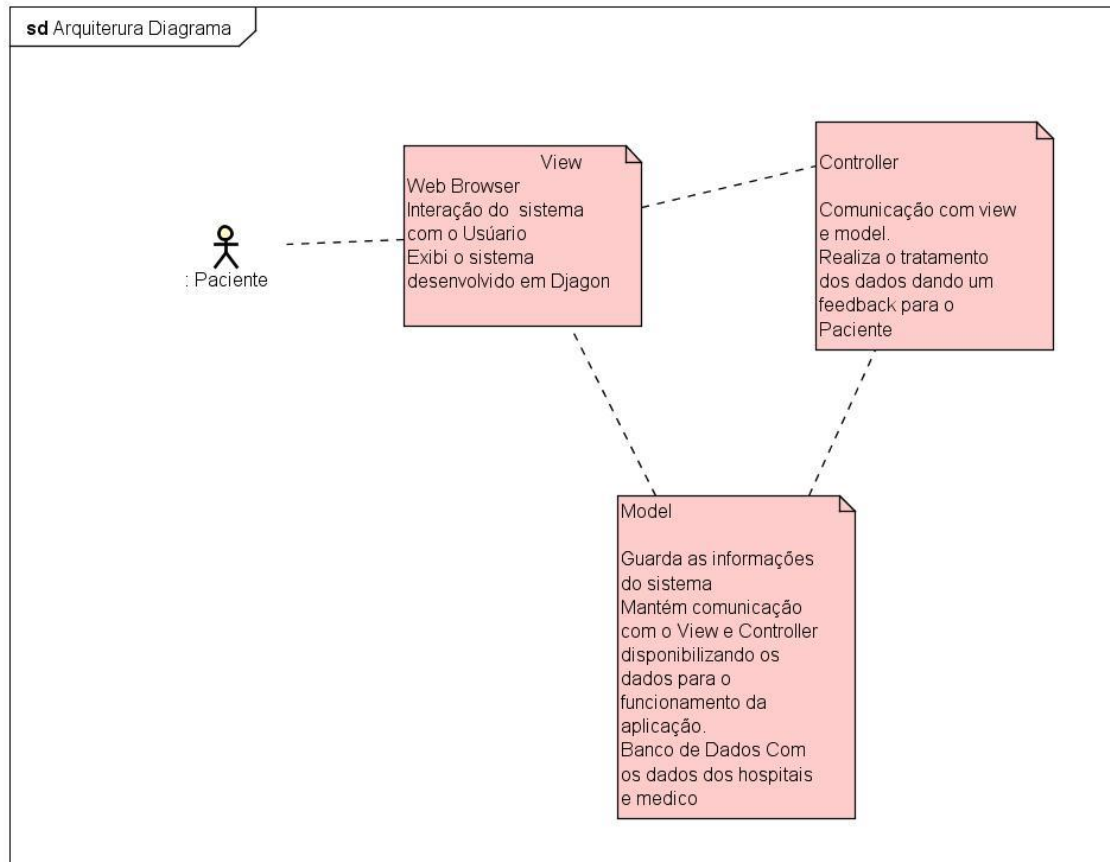 sd Arquiterura Diagrama
View
Web Browser
Interação do sistema
com o Usúario
Exibi o sistema
desenvolvido em Djagon
Controller
Comunicação com view
e model.
Realiza o tratamento
dos dados dando um
feedback para o
Paciente
: Paciente
Model
Guarda as informações
do sistema
Mantém comunicação
com o View e Controller
disponibilizando os
dados para o
funcionamento da
aplicação.
Banco de Dados Com
os dados dos hospitais
e medico